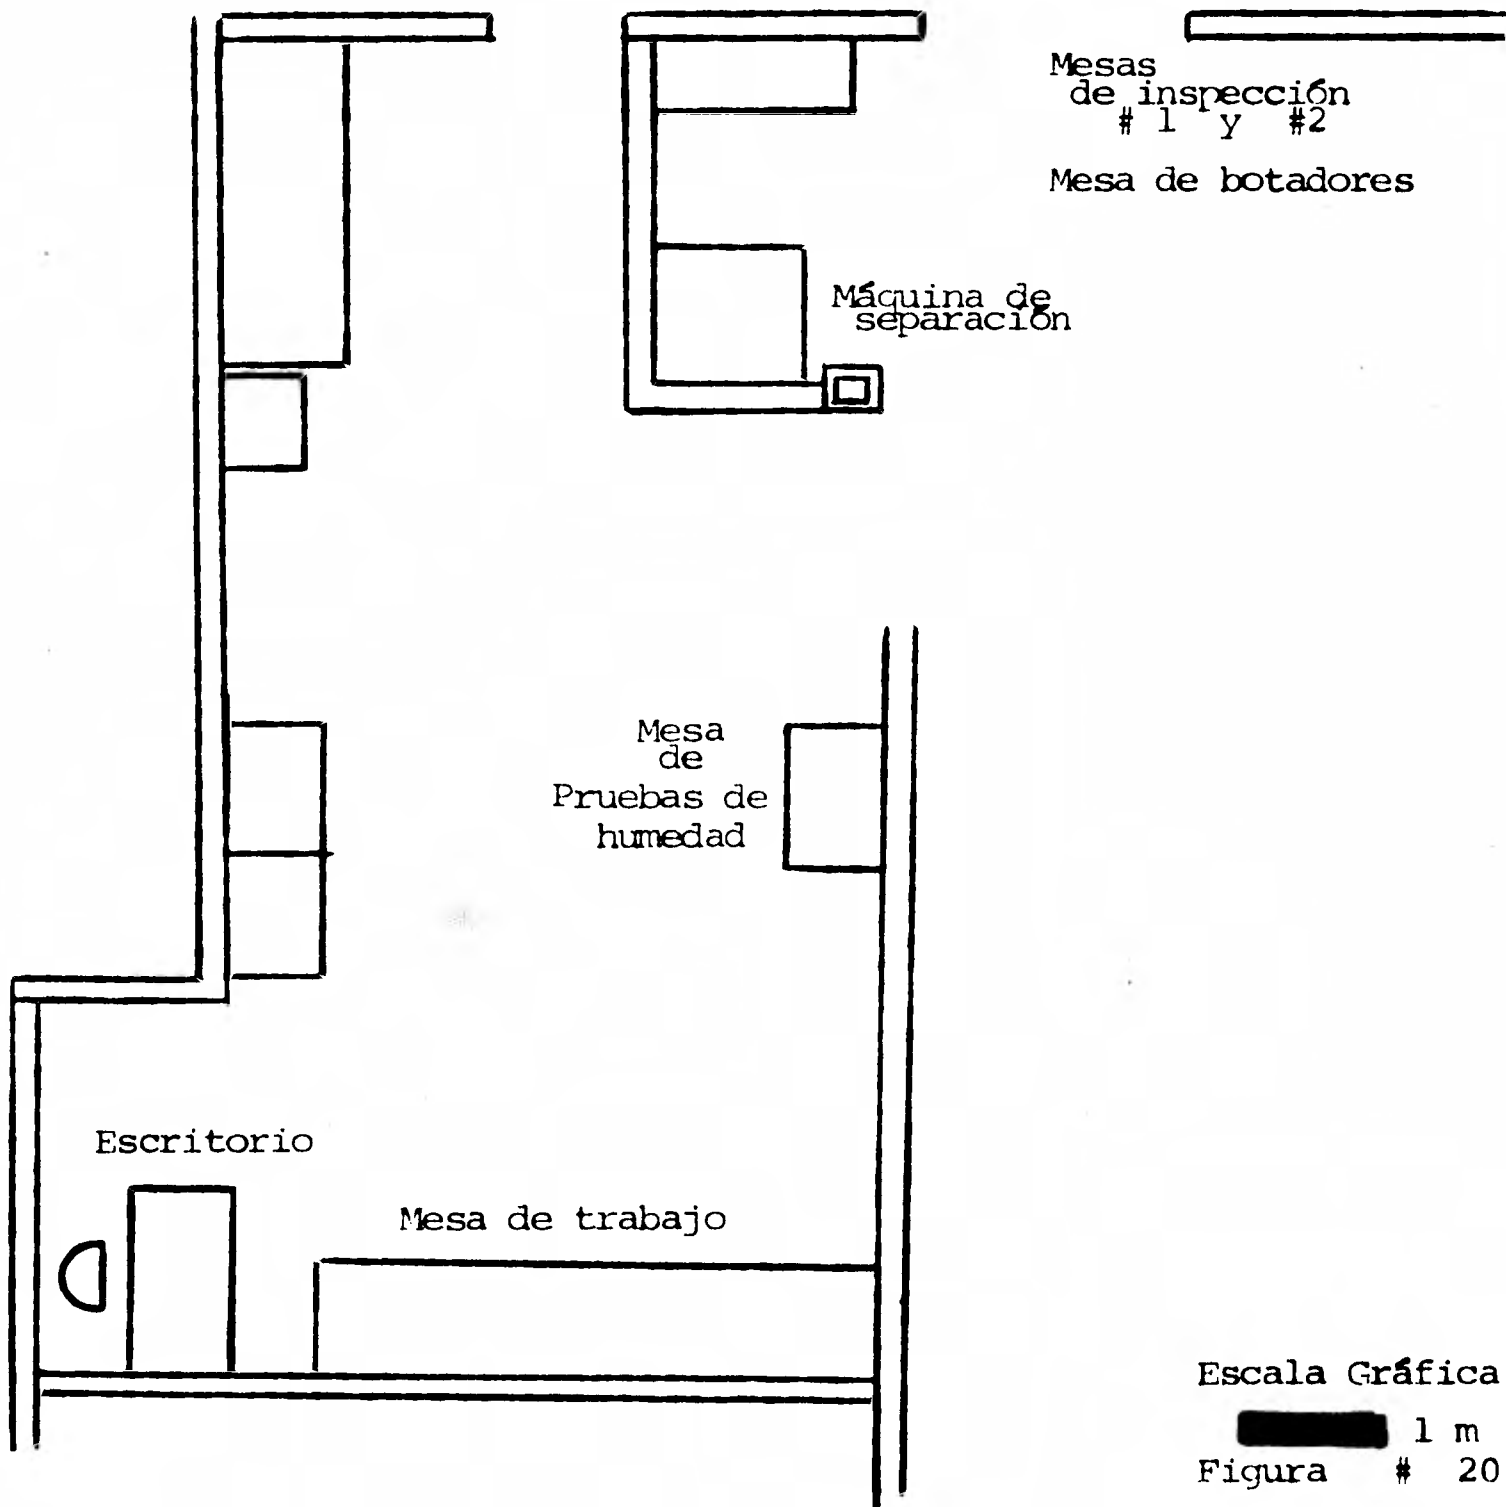 Mesas
de inspección
# 1 y #2
Mesa de botadores
Máquina de
separación
Mesa
de
Pruebas de
humedad
Escritorio
Mesa de trabajo
Escala Gráfica
1 m
Figura # 20